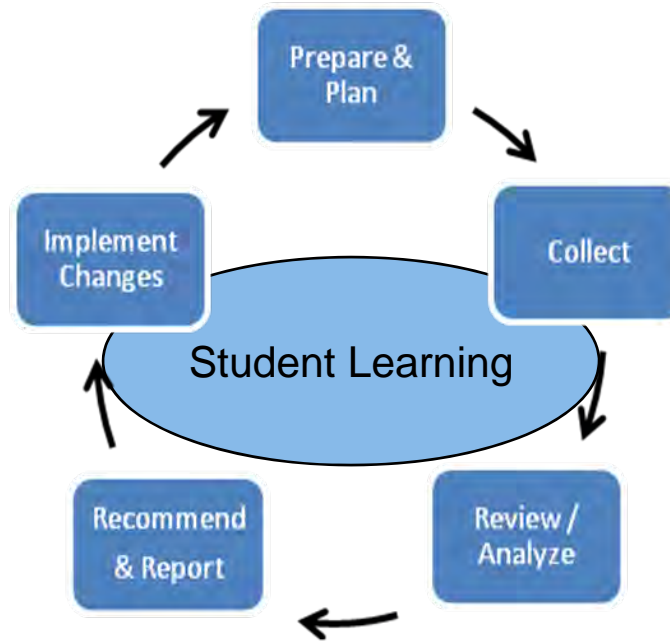 Prepare &
Plan
Collect
Review /
Analyze
Recommend
& Report
Implement
Changes
Student Learning